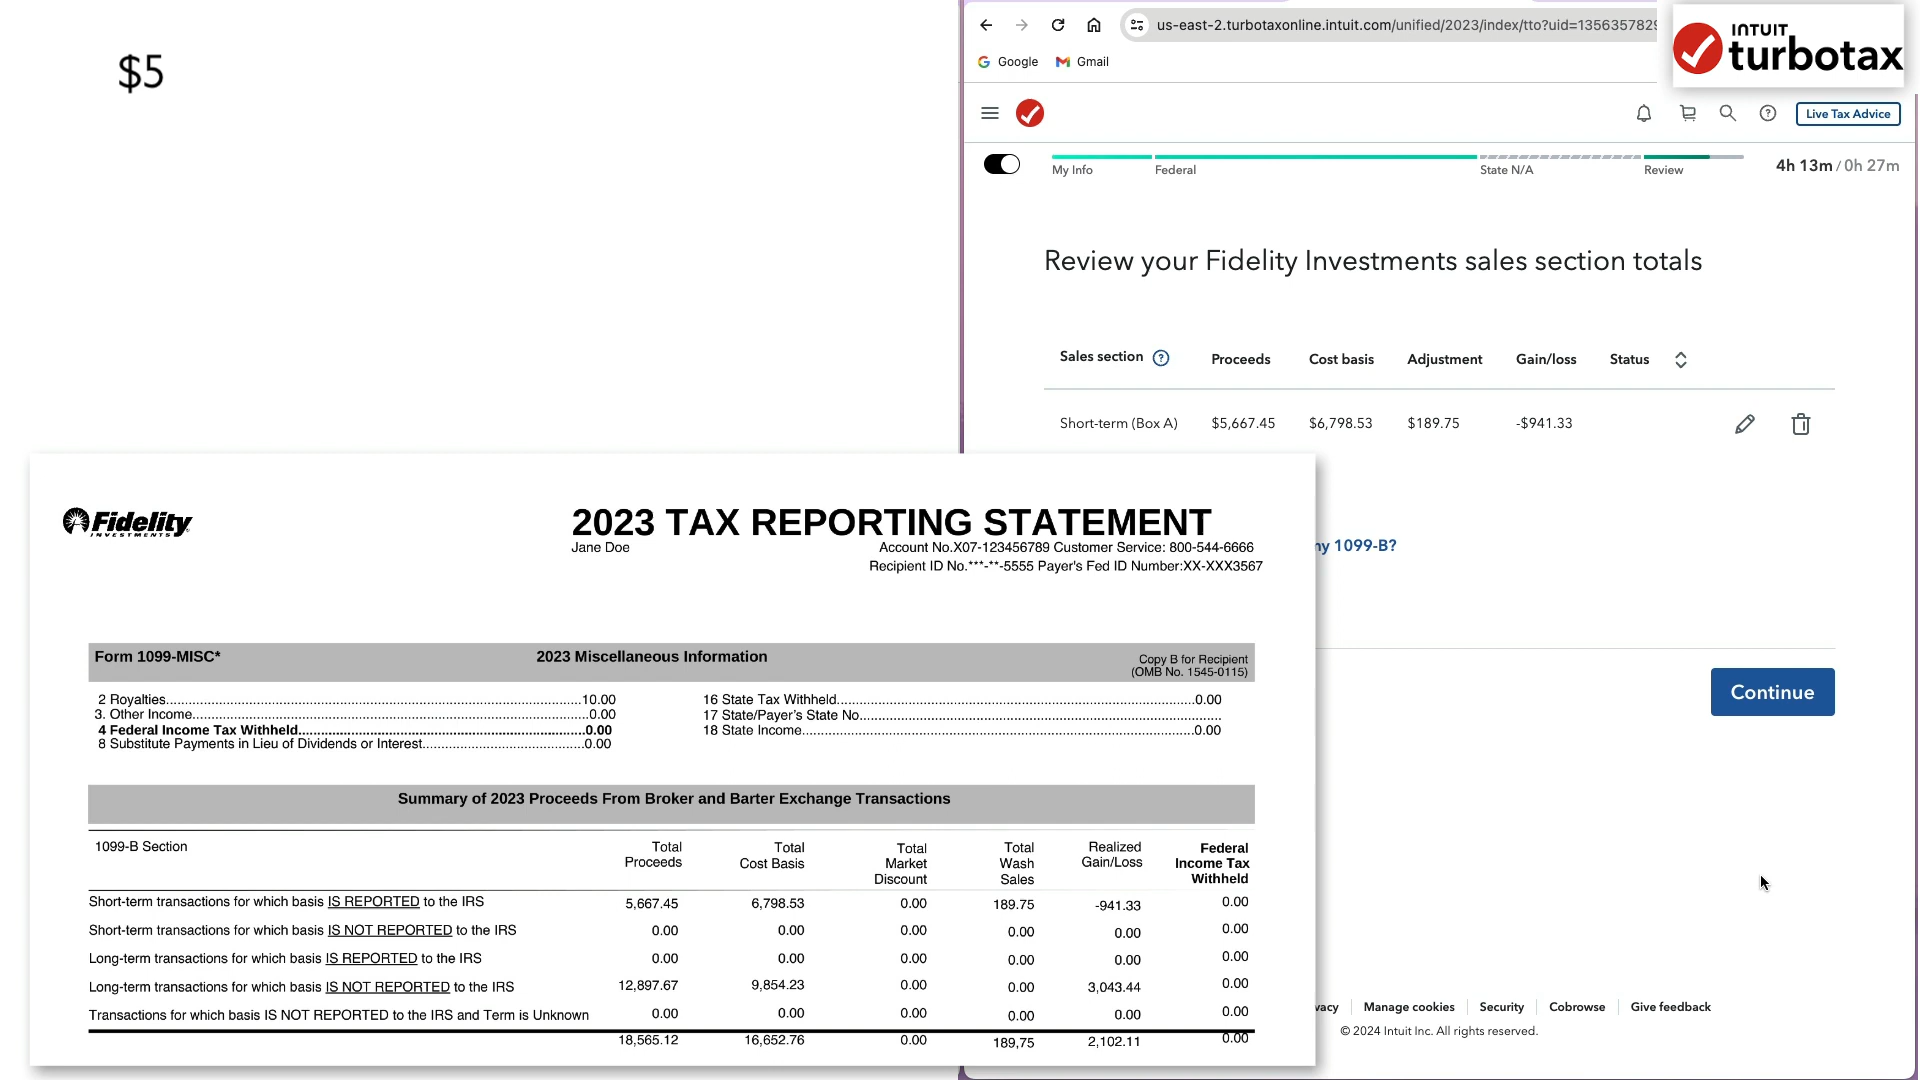 $5
us-east-2.turbotaxonline.intuit.com/unified/2023/index/tto?uid=1356357829
INTUIT
turbotax
Google Gmail
Live Tax Advice
My Info Federal State N/A Review 4h 13m / 0h 27m
Review your Fidelity Investments sales section totals
Sales section Proceeds Cost basis Adjustment Gain/loss Status
Short-term (Box A) $5,667.45 $6,798.53 $189.75 -$941.33
ny 1099-B?
Continue
Fidelity
INVESTMENTS
2023 TAX REPORTING STATEMENT
Jane Doe Account No.X07-123456789 Customer Service: 800-544-6666
Recipient ID No.***-**-5555 Payer's Fed ID Number:XX-XXX3567
Form 1099-MISC* 2023 Miscellaneous Information Copy B for Recipient
(OMB No. 1545-0115)
2 Royalties..........10.00 16 State Tax Withheld..........0.00
3. Other Income..........0.00 17 State/Payer's State No..........
4 Federal Income Tax Withheld..........0.00 18 State Income..........0.00
8 Substitute Payments in Lieu of Dividends or Interest..........0.00
Summary of 2023 Proceeds From Broker and Barter Exchange Transactions
1099-B Section Total Proceeds Total Cost Basis Total Market Discount Total Wash Sales Realized Gain/Loss Federal Income Tax Withheld
Short-term transactions for which basis IS REPORTED to the IRS 5,667.45 6,798.53 0.00 189.75 -941.33 0.00
Short-term transactions for which basis IS NOT REPORTED to the IRS 0.00 0.00 0.00 0.00 0.00 0.00
Long-term transactions for which basis IS REPORTED to the IRS 0.00 0.00 0.00 0.00 0.00 0.00
Long-term transactions for which basis IS NOT REPORTED to the IRS 12,897.67 9,854.23 0.00 0.00 3,043.44 0.00
Transactions for which basis IS NOT REPORTED to the IRS and Term is Unknown 0.00 0.00 0.00 0.00 0.00 0.00
18,565.12 16,652.76 0.00 189,75 2,102.11 0.00
vacy Manage cookies Security Cobrowse Give feedback
© 2024 Intuit Inc. All rights reserved.